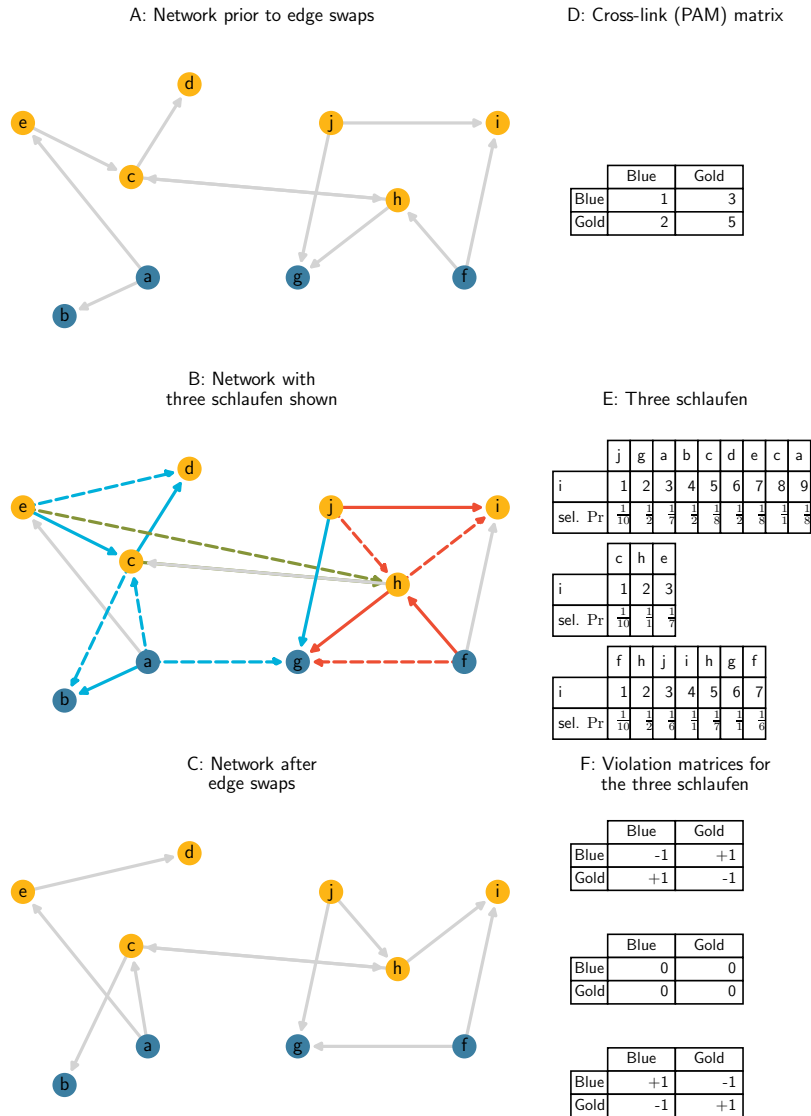 A: Network prior to edge swaps
D: Cross-link (PAM) matrix
d
e
j
i
c
h
a
g
f
b
Blue Gold
Blue 1 3
Gold 2 5
B: Network with
three schlaufen shown
E: Three schlaufen
d
e
j
i
c
h
a
g
f
b
j g a b c d e c a
i 1 2 3 4 5 6 7 8 9
sel. Pr 1/10 1/2 1/7 1/2 1/8 1/2 1/8 1/1 1/8
c h e
i 1 2 3
sel. Pr 1/10 1/1 1/7
f h j i h g f
i 1 2 3 4 5 6 7
sel. Pr 1/10 1/2 1/6 1/1 1/7 1/1 1/6
C: Network after
edge swaps
F: Violation matrices for
the three schlaufen
d
e
j
i
c
h
a
g
f
b
Blue Gold
Blue -1 +1
Gold +1 -1
Blue Gold
Blue 0 0
Gold 0 0
Blue Gold
Blue +1 -1
Gold -1 +1